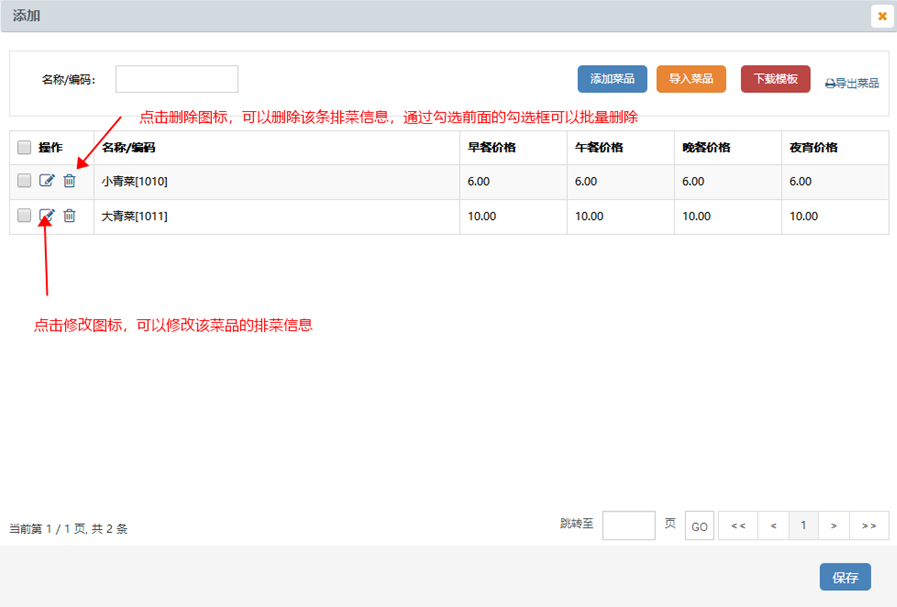 添加
名称/编码: 添加菜品 导入菜品 下载模板 导出菜品
点击删除图标，可以删除该条排菜信息，通过勾选前面的勾选框可以批量删除
操作 名称/编码 早餐价格 午餐价格 晚餐价格 夜宵价格
小青菜[1010] 6.00 6.00 6.00 6.00
大青菜[1011] 10.00 10.00 10.00 10.00
点击修改图标，可以修改该菜品的排菜信息
当前第 1 / 1 页, 共 2 条 跳转至 页 GO << < 1 > >>
保存